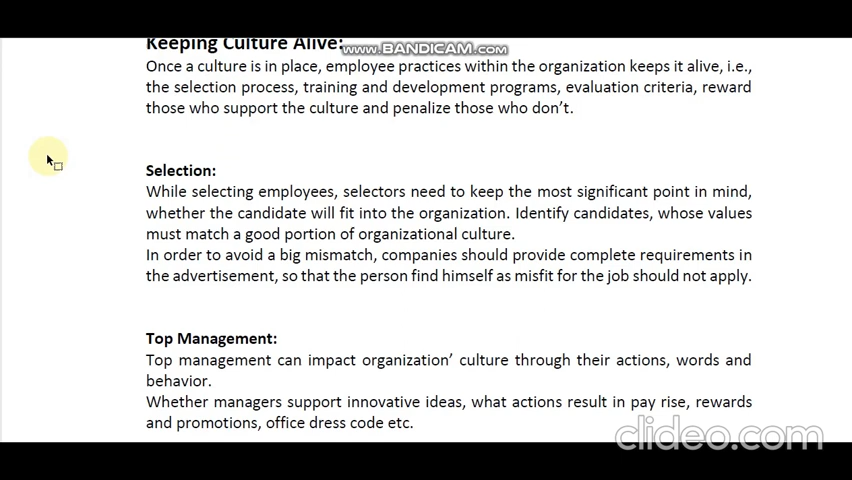 Keeping Culture Alive:
www.BANDICAM.com
Once a culture is in place, employee practices within the organization keeps it alive, i.e.,
the selection process, training and development programs, evaluation criteria, reward
those who support the culture and penalize those who don’t.
Selection:
While selecting employees, selectors need to keep the most significant point in mind,
whether the candidate will fit into the organization. Identify candidates, whose values
must match a good portion of organizational culture.
In order to avoid a big mismatch, companies should provide complete requirements in
the advertisement, so that the person find himself as misfit for the job should not apply.
Top Management:
Top management can impact organization’ culture through their actions, words and
behavior.
Whether managers support innovative ideas, what actions result in pay rise, rewards
and promotions, office dress code etc.
clideo.com